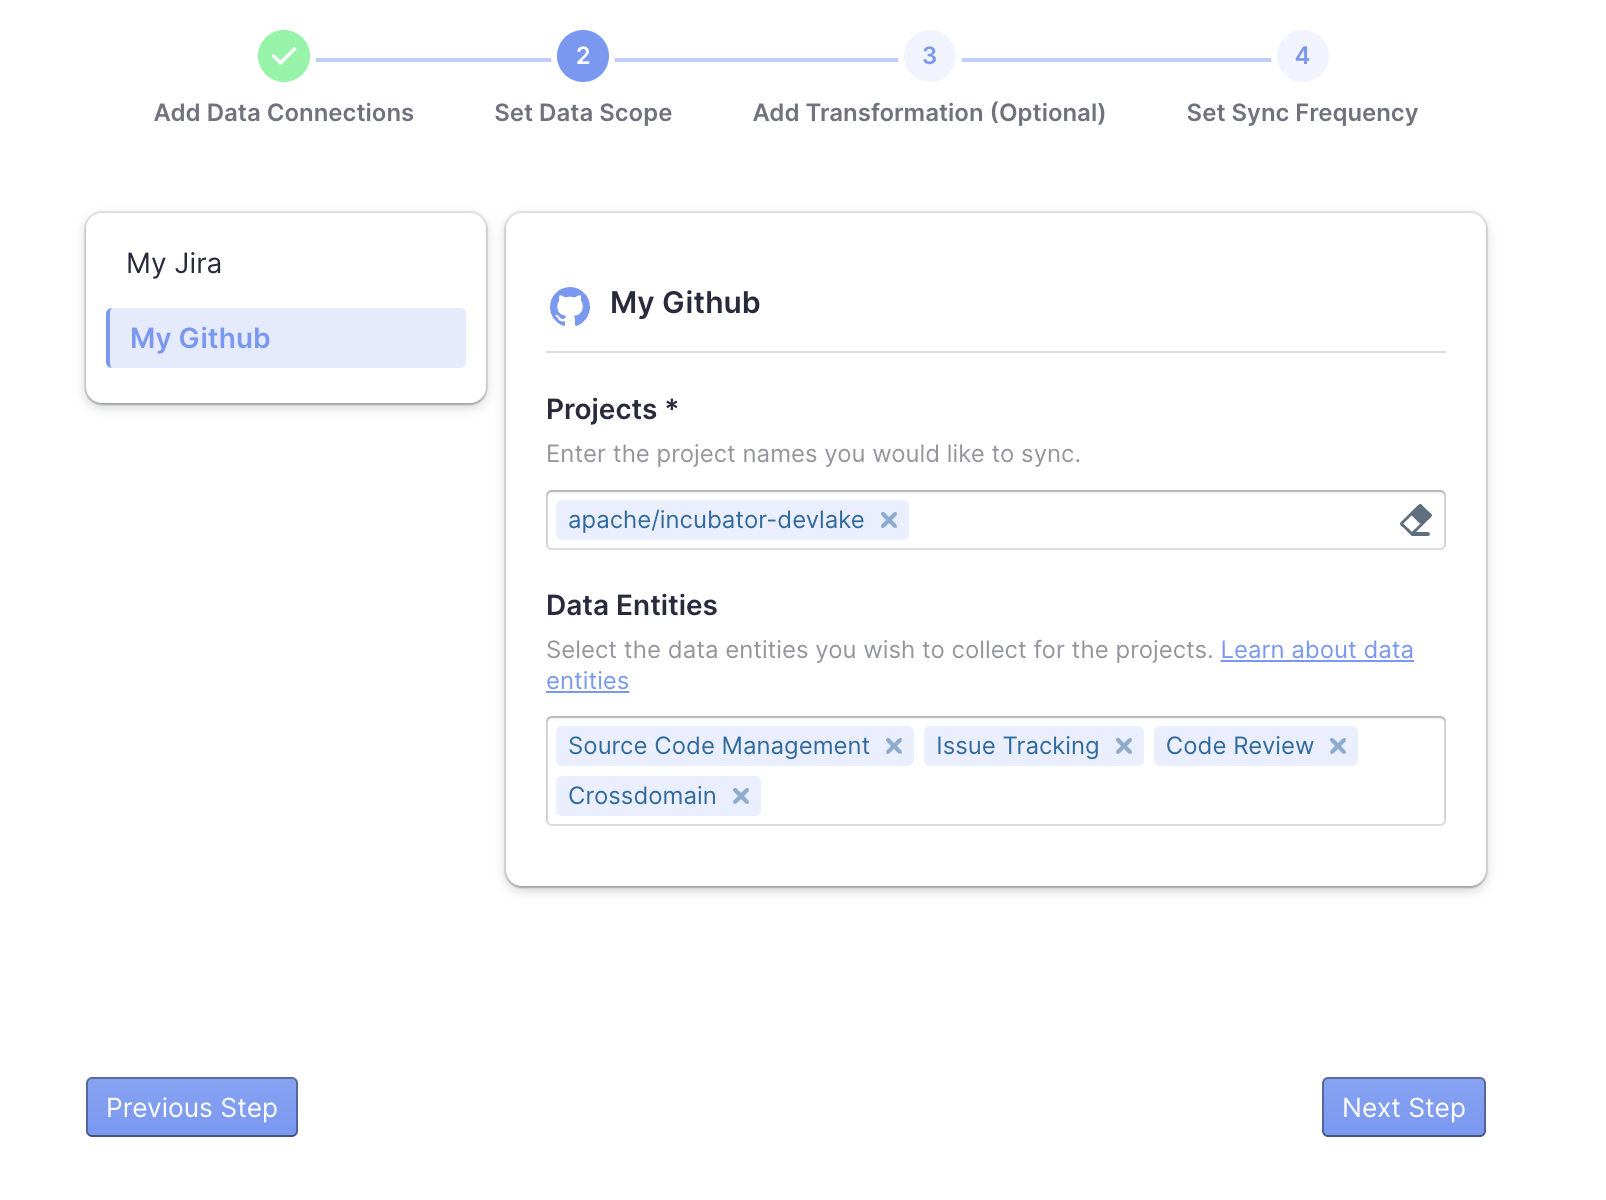 2
3
4
Add Data Connections
Set Data Scope
Add Transformation (Optional)
Set Sync Frequency
My Jira
My Github
My Github
Projects *
Enter the project names you would like to sync.
apache/incubator-devlake
Data Entities
Select the data entities you wish to collect for the projects. Learn about data
entities
Source Code Management
Issue Tracking
Code Review
Crossdomain
Previous Step
Next Step